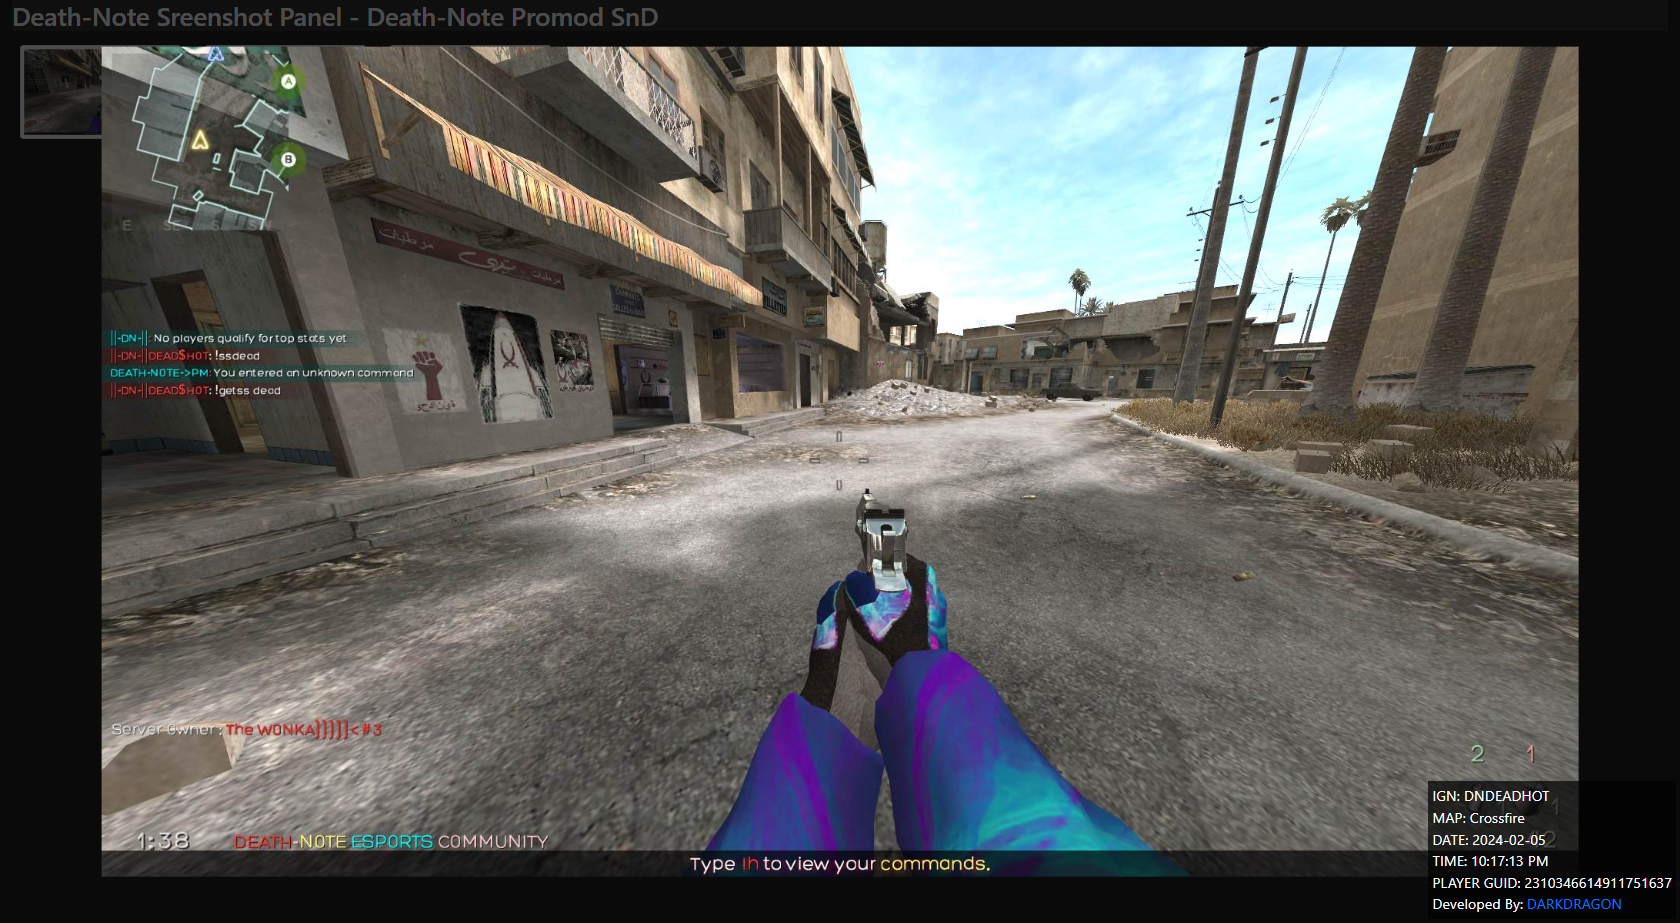 Death-Note Sreenshot Panel - Death-Note Promod SnD
A
B
||-DN-||: No players qualify for top stats yet
||-DN-||DEAD$HOT: !ssdead
DEATH-NOTE->PM: You entered an unknown command
||-DN-||DEAD$HOT: !getss dead
Server owner: The W0NKA]}}}]<#3
2 1
1:38
DEATH-NOTE ESPORTS COMMUNITY
Type !h to view your commands.
IGN: DNDEADHOT
MAP: Crossfire
DATE: 2024-02-05
TIME: 10:17:13 PM
PLAYER GUID: 2310346614911751637
Developed By: DARKDRAGON